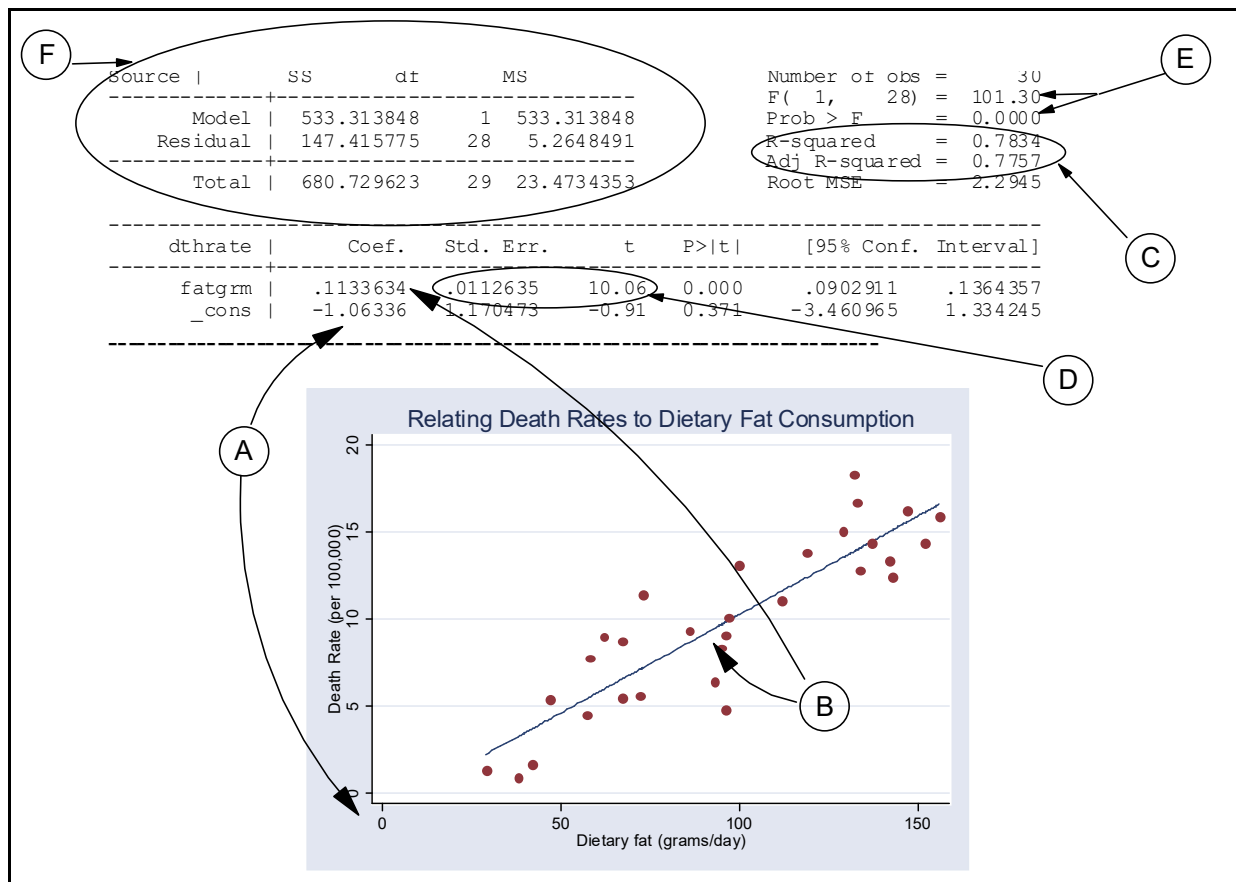 F
E
Source | SS df MS Number of obs = 30
-------------+------------------------------ F( 1, 28) = 101.30
Model | 533.313848 1 533.313848 Prob > F = 0.0000
Residual | 147.415775 28 5.2648491 R-squared = 0.7834
-------------+------------------------------ Adj R-squared = 0.7757
Total | 680.729623 29 23.4734353 Root MSE = 2.2945
C
dthrate | Coef. Std. Err. t P>|t| [95% Conf. Interval]
fatgrm | .1133634 .0112635 10.06 0.000 .0902911 .1364357
_cons | -1.06336 1.170473 -0.91 0.371 -3.460965 1.334245
D
A
Relating Death Rates to Dietary Fat Consumption
Death Rate (per 100,000)
20
15
10
5
0
B
0 50 100 150
Dietary fat (grams/day)